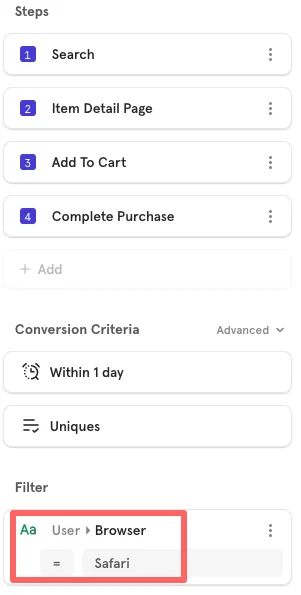 Steps
1 Search
2 Item Detail Page
3 Add To Cart
4 Complete Purchase
+ Add
Conversion Criteria Advanced
Within 1 day
Uniques
Filter
Aa User Browser
= Safari